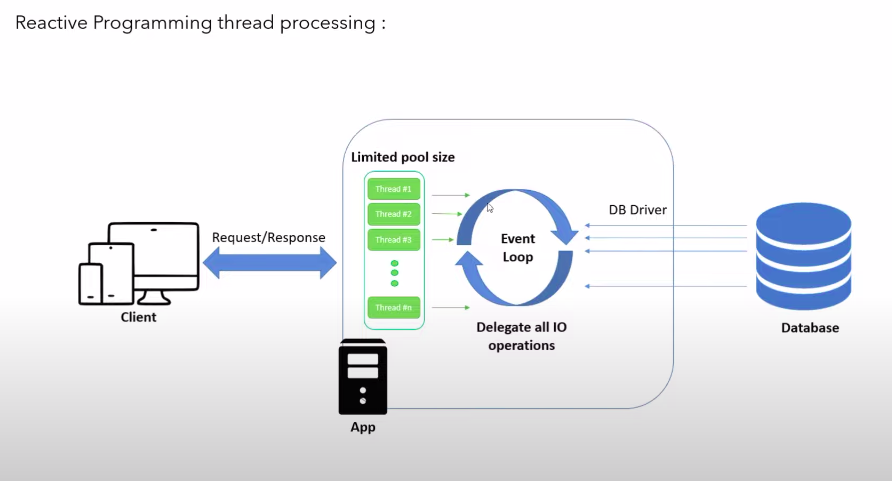 Reactive Programming thread processing :
Limited pool size
Thread #1
Thread #2
Thread #3
Thread #n
Request/Response
Client
Event
Loop
Delegate all IO
operations
DB Driver
Database
App